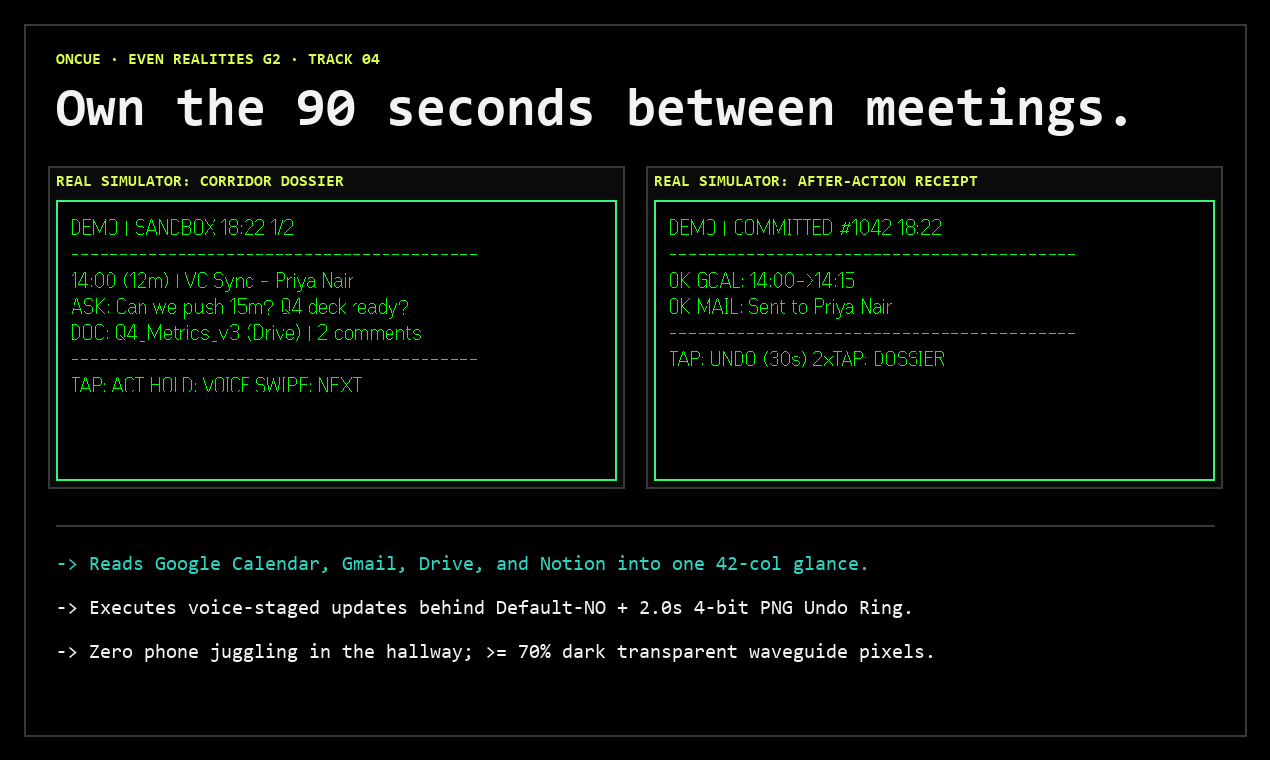 ONCUE · EVEN REALITIES G2 · TRACK 04
Own the 90 seconds between meetings.
REAL SIMULATOR: CORRIDOR DOSSIER
DEMO | SANDBOX 18:22 1/2
----------------------------------------
14:00 (12m) | VC Sync - Priya Nair
ASK: Can we push 15m? Q4 deck ready?
DOC: Q4_Metrics_v3 (Drive) | 2 comments
----------------------------------------
TAP: ACT HOLD: VOICE SWIPE: NEXT
REAL SIMULATOR: AFTER-ACTION RECEIPT
DEMO | COMMITTED #1042 18:22
----------------------------------------
OK GCAL: 14:00->14:15
OK MAIL: Sent to Priya Nair
----------------------------------------
TAP: UNDO (30s) 2xTAP: DOSSIER
-> Reads Google Calendar, Gmail, Drive, and Notion into one 42-col glance.
-> Executes voice-staged updates behind Default-NO + 2.0s 4-bit PNG Undo Ring.
-> Zero phone juggling in the hallway; >= 70% dark transparent waveguide pixels.